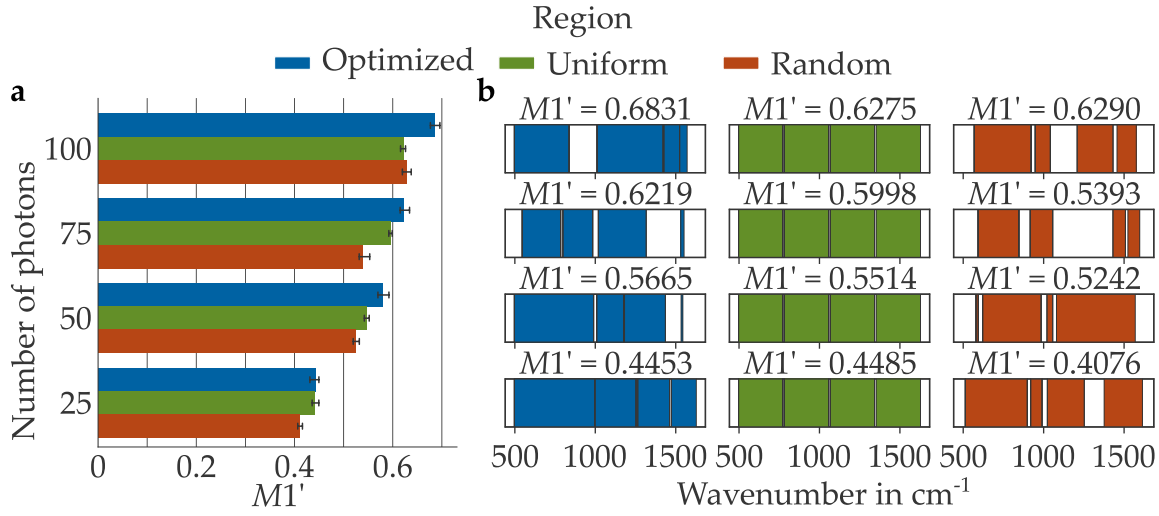 Region
Optimized Uniform Random
a
Number of photons
100
75
50
25
0 0.2 0.4 0.6
M1'
b
M1' = 0.6831 M1' = 0.6275 M1' = 0.6290
M1' = 0.6219 M1' = 0.5998 M1' = 0.5393
M1' = 0.5665 M1' = 0.5514 M1' = 0.5242
M1' = 0.4453 M1' = 0.4485 M1' = 0.4076
500 1000 1500 500 1000 1500 500 1000 1500
Wavenumber in cm⁻¹